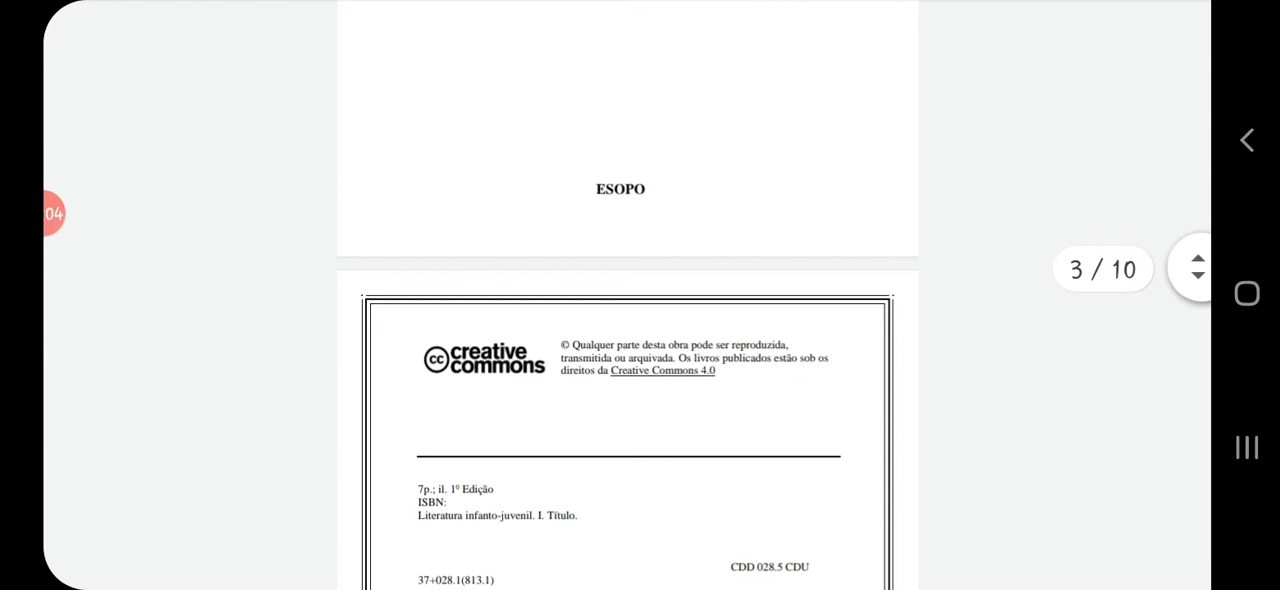 ESOPO
04
3 / 10
cc creative commons
© Qualquer parte desta obra pode ser reproduzida,
transmitida ou arquivada. Os livros publicados estão sob os
direitos da Creative Commons 4.0
7p.; il. 1º Edição
ISBN:
Literatura infanto-juvenil. I. Título.
CDD 028.5 CDU
37+028.1(813.1)